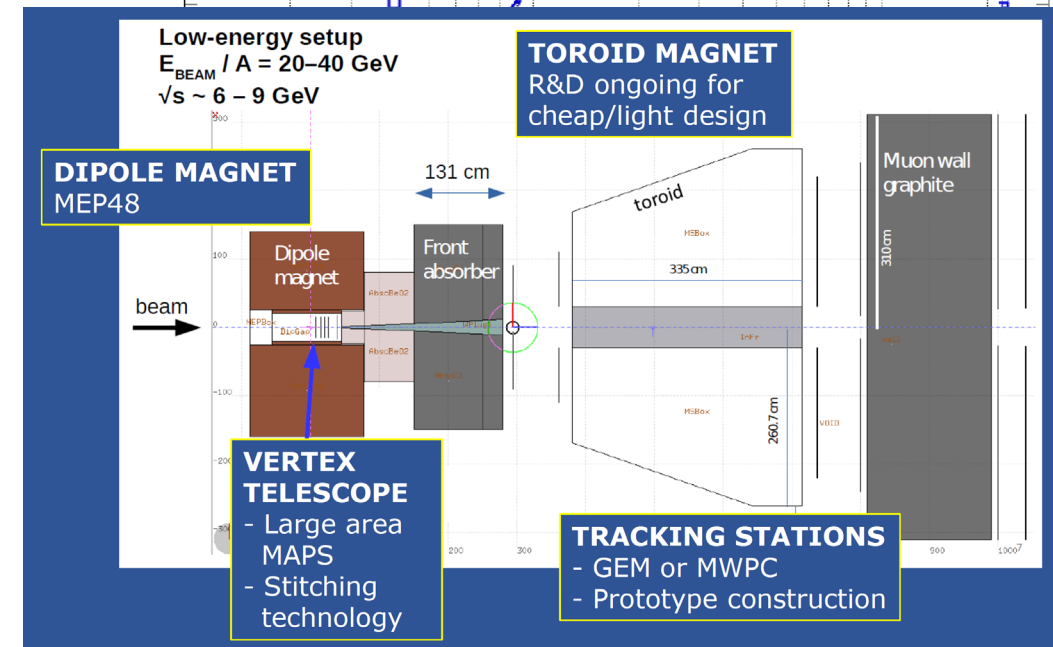 Low-energy setup
E_BEAM / A = 20–40 GeV
√s ~ 6 – 9 GeV
TOROID MAGNET
R&D ongoing for
cheap/light design
DIPOLE MAGNET
MEP48
131 cm
toroid
Muon wall
graphite
310cm
Dipole
magnet
Front
absorber
MSBox
335cm
100
AbscBe02
beam
0
MEPBox
AbscBe02
-100
MSBox
260.7cm
VOID
VERTEX
TELESCOPE
- Large area
MAPS
- Stitching
technology
TRACKING STATIONS
- GEM or MWPC
- Prototype construction
200
300
900
1000